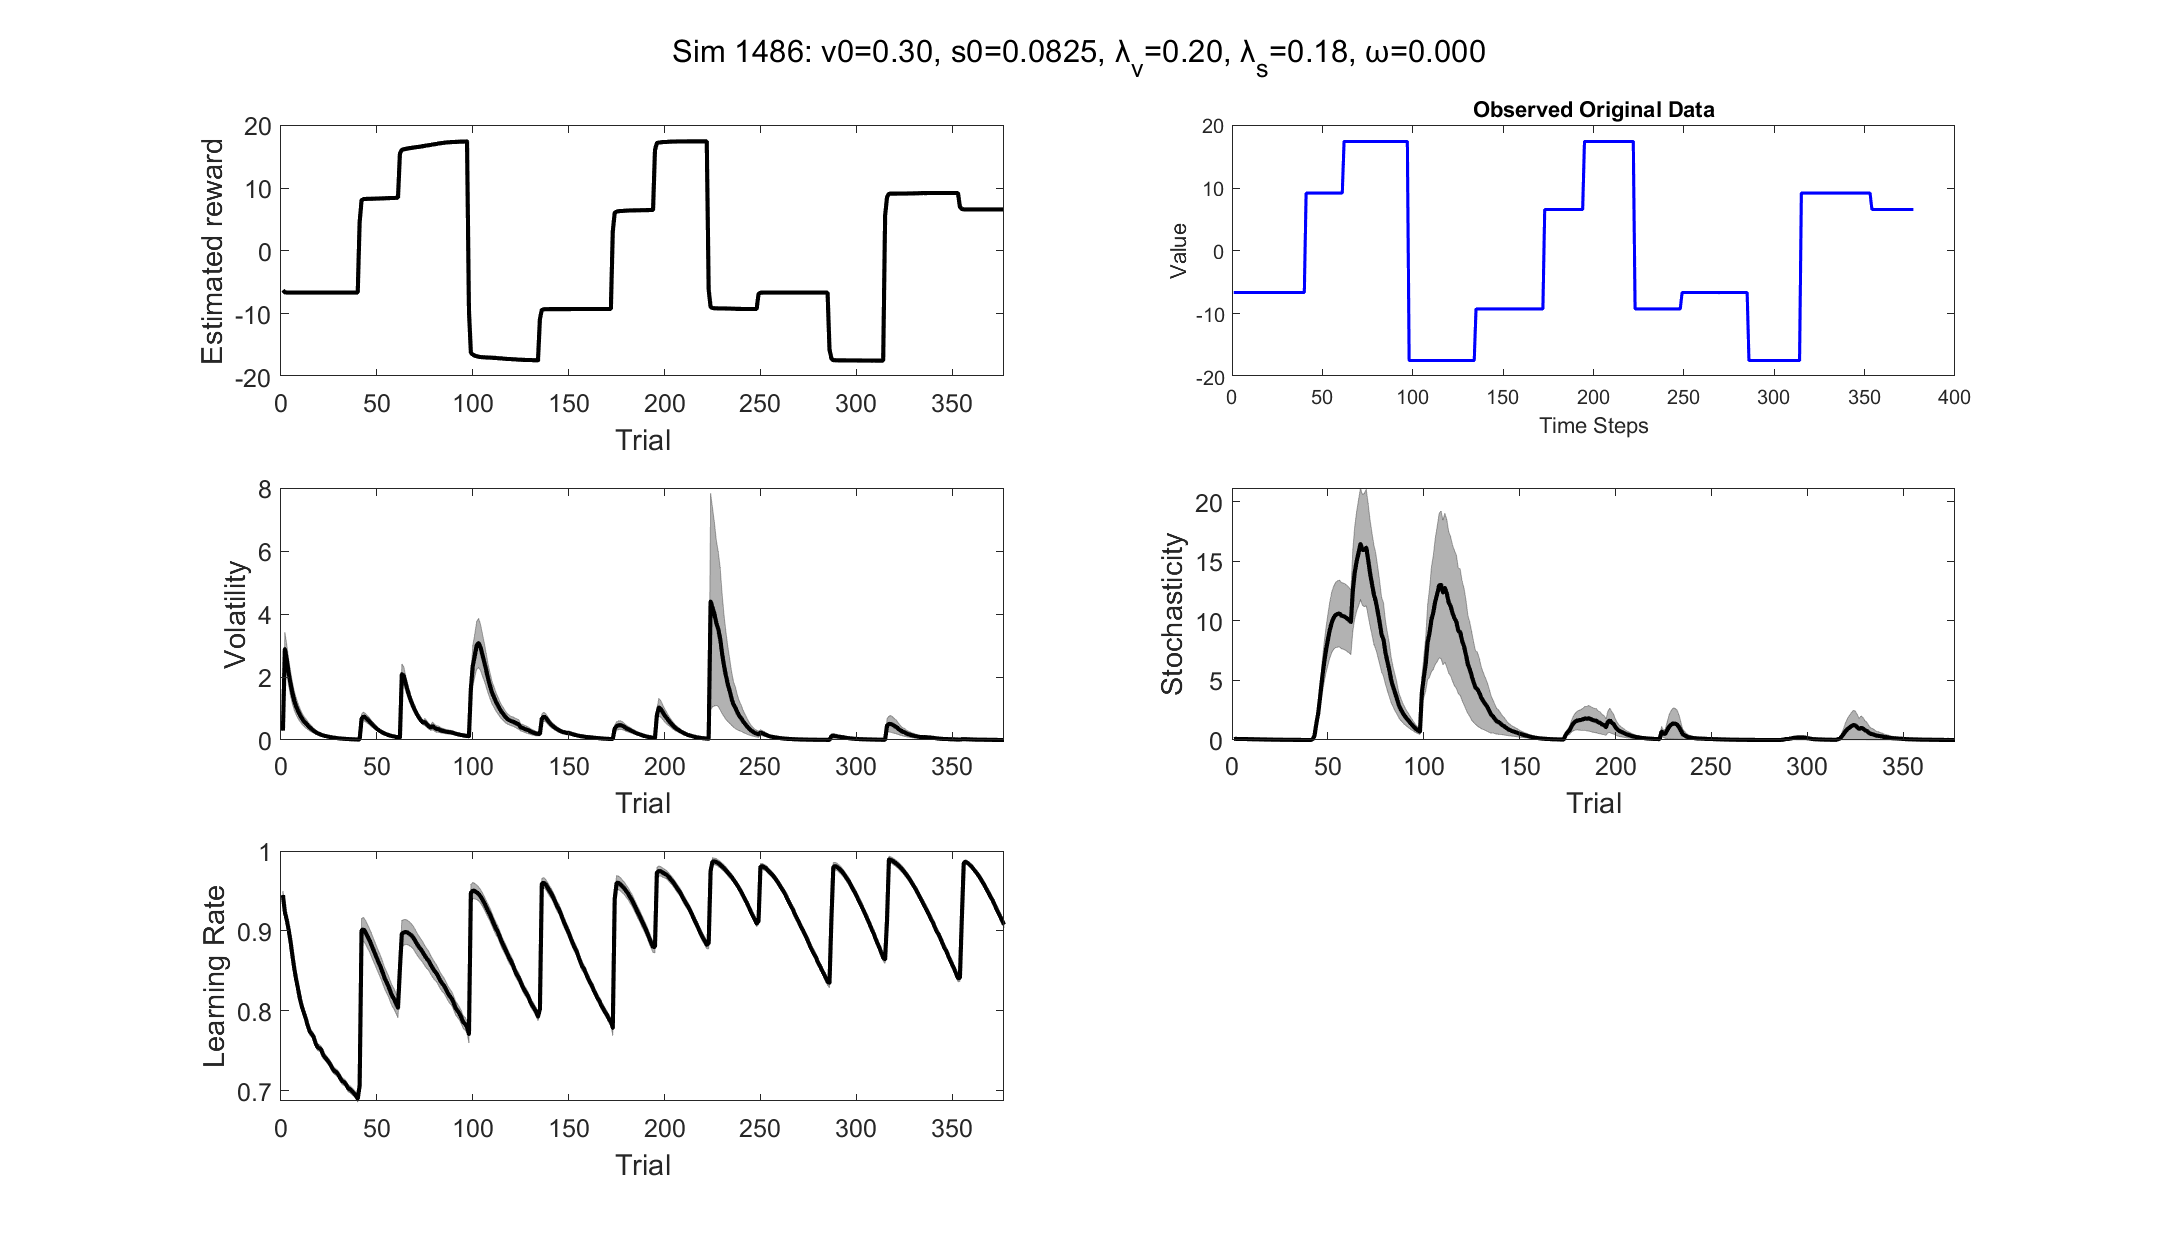 Sim 1486: v0=0.30, s0=0.0825, λ_v=0.20, λ_s=0.18, ω=0.000
20
10
0
-10
-20
Estimated reward
0 50 100 150 200 250 300 350
Trial
Observed Original Data
20
10
0
-10
-20
Value
0 50 100 150 200 250 300 350 400
Time Steps
8
6
4
2
0
Volatility
0 50 100 150 200 250 300 350
Trial
20
15
10
5
0
Stochasticity
0 50 100 150 200 250 300 350
Trial
1
0.9
0.8
0.7
Learning Rate
0 50 100 150 200 250 300 350
Trial